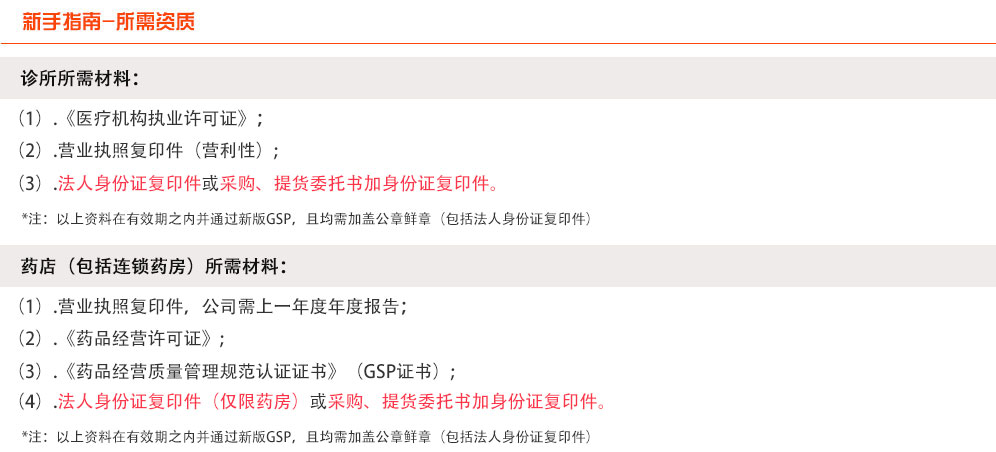 新手指南-所需资质
诊所所需材料：
（1）.《医疗机构执业许可证》；
（2）.营业执照复印件（营利性）；
（3）.法人身份证复印件或采购、提货委托书加身份证复印件。
*注：以上资料在有效期之内并通过新版GSP，且均需加盖公章鲜章（包括法人身份证复印件）
药店（包括连锁药房）所需材料：
（1）.营业执照复印件，公司需上一年度年度报告；
（2）.《药品经营许可证》；
（3）.《药品经营质量管理规范认证证书》（GSP证书）；
（4）.法人身份证复印件（仅限药房）或采购、提货委托书加身份证复印件。
*注：以上资料在有效期之内并通过新版GSP，且均需加盖公章鲜章（包括法人身份证复印件）